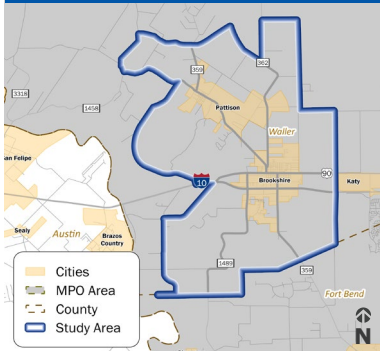 359
362
3318
1458
Pattison
Waller
an Felipe
10
90
Brookshire
Katy
Sealy
Austin
Brazos
Country
1489
359
Fort Bend
Cities
MPO Area
County
Study Area
N